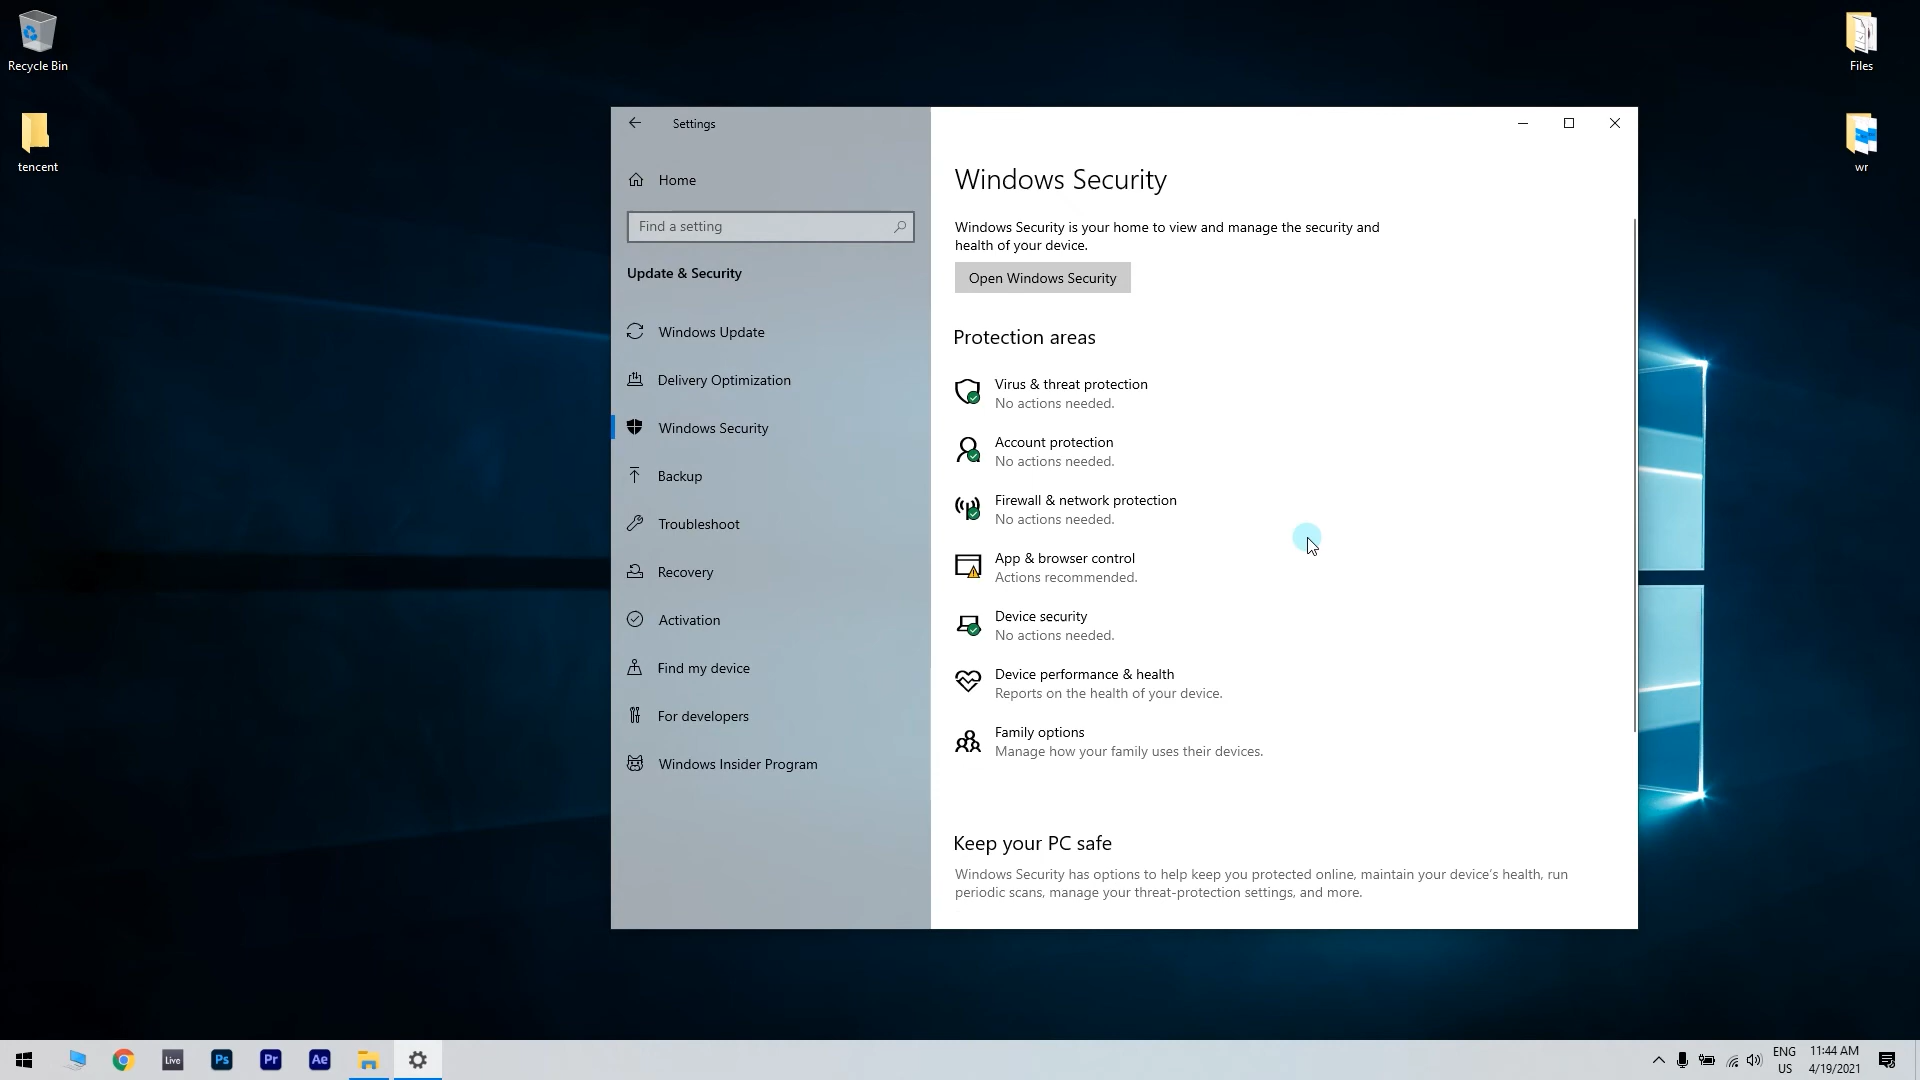 Recycle Bin
tencent
Files
wr
Settings
Home
Find a setting
Update & Security
Windows Update
Delivery Optimization
Windows Security
Backup
Troubleshoot
Recovery
Activation
Find my device
For developers
Windows Insider Program
Windows Security
Windows Security is your home to view and manage the security and
health of your device.
Open Windows Security
Protection areas
Virus & threat protection
No actions needed.
Account protection
No actions needed.
Firewall & network protection
No actions needed.
App & browser control
Actions recommended.
Device security
No actions needed.
Device performance & health
Reports on the health of your device.
Family options
Manage how your family uses their devices.
Keep your PC safe
Windows Security has options to help keep you protected online, maintain your device's health, run
periodic scans, manage your threat-protection settings, and more.
Live
Ps
Pr
Ae
ENG
US
11:44 AM
4/19/2021